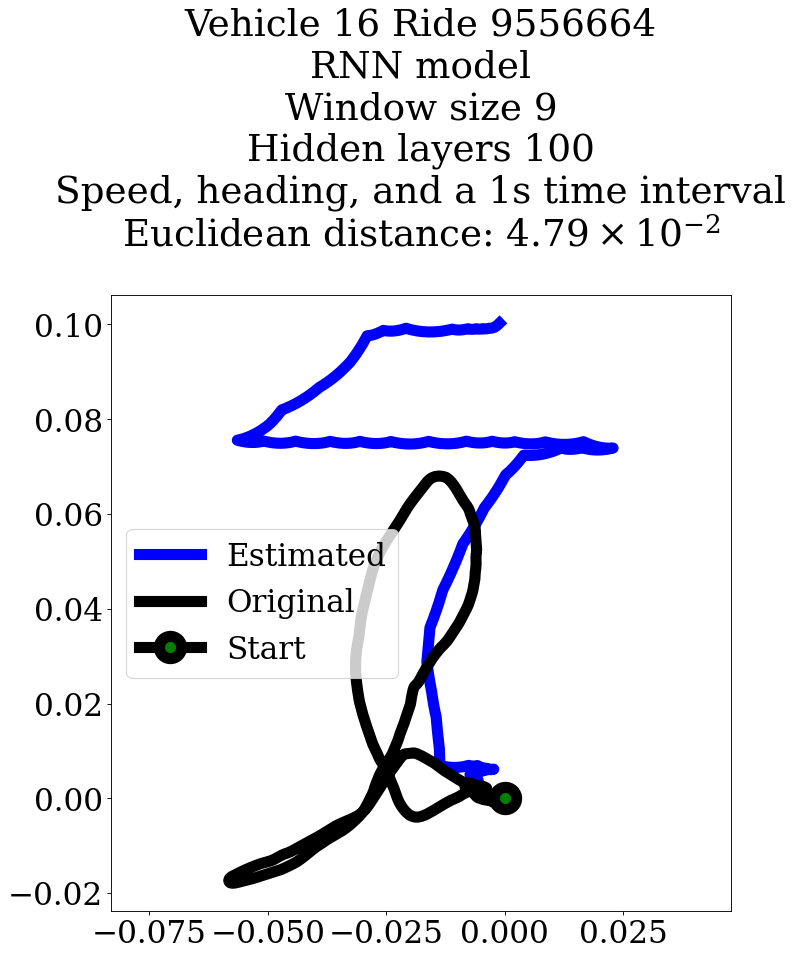 Vehicle 16 Ride 9556664
RNN model
Window size 9
Hidden layers 100
Speed, heading, and a 1s time interval
Euclidean distance: 4.79 × 10⁻²
0.10
0.08
0.06
0.04
0.02
0.00
−0.02
Estimated
Original
Start
−0.075 −0.050 −0.025 0.000 0.025